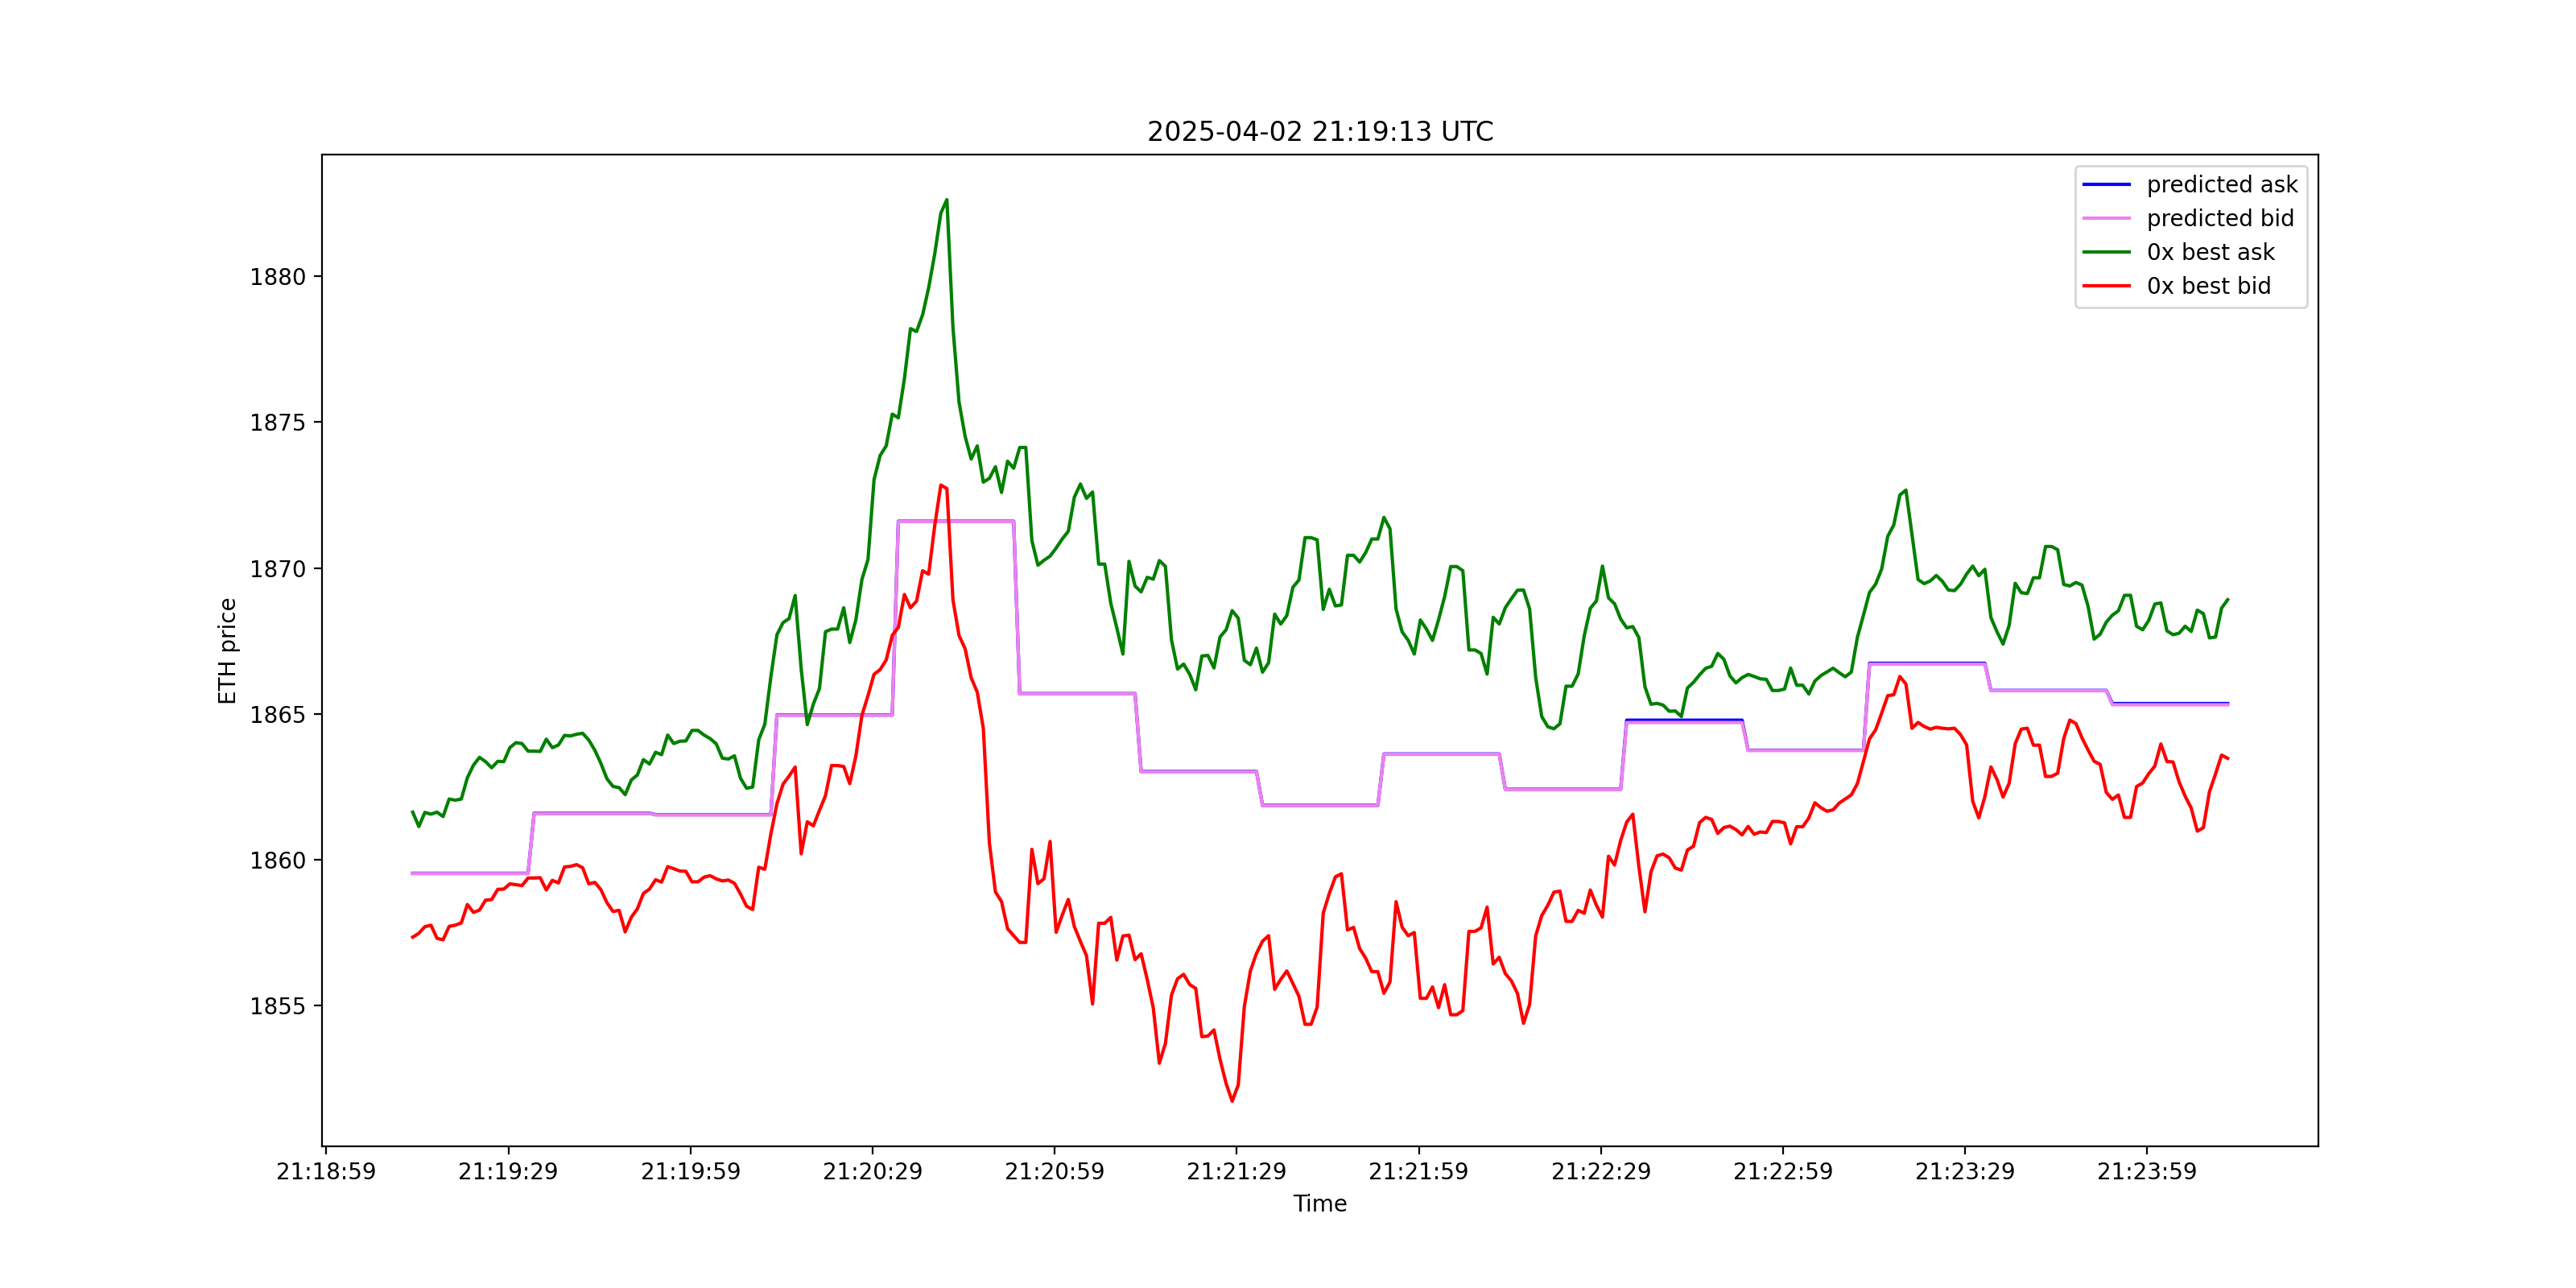 2025-04-02 21:19:13 UTC
predicted ask
predicted bid
0x best ask
0x best bid
ETH price
1880
1875
1870
1865
1860
1855
21:18:59 21:19:29 21:19:59 21:20:29 21:20:59 21:21:29 21:21:59 21:22:29 21:22:59 21:23:29 21:23:59
Time